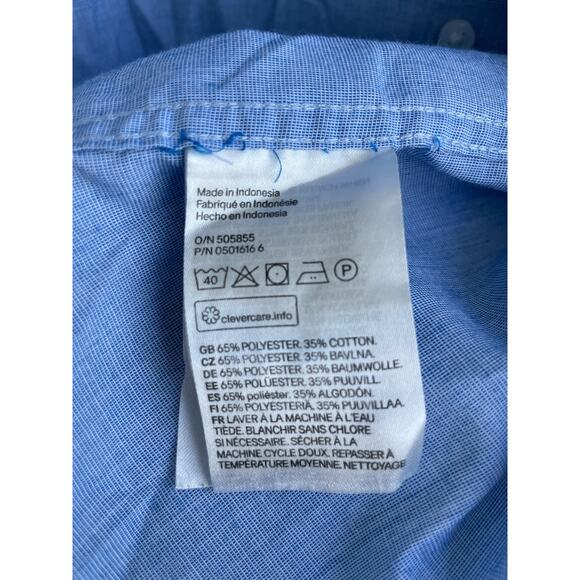 Made in Indonesia
Fabriqué en Indonésie
Hecho en Indonesia
O/N 505855
P/N 0501616 6
40 P
clevercare.info
GB 65% POLYESTER. 35% COTTON.
CZ 65% POLYESTER, 35% BAVLNA.
DE 65% POLYESTER, 35% BAUMWOLLE.
EE 65% POLÜESTER. 35% PUUVILL.
ES 65% poliéster. 35% ALGODÓN.
FI 65% POLYESTERIÄ, 35% PUUVILLAA.
FR LAVER À LA MACHINE À L'EAU
TIÈDE. BLANCHIR SANS CHLORE
SI NÉCESSAIRE. SÉCHER À LA
MACHINE CYCLE DOUX. REPASSER À
TEMPÉRATURE MOYENNE. NETTOYAGE